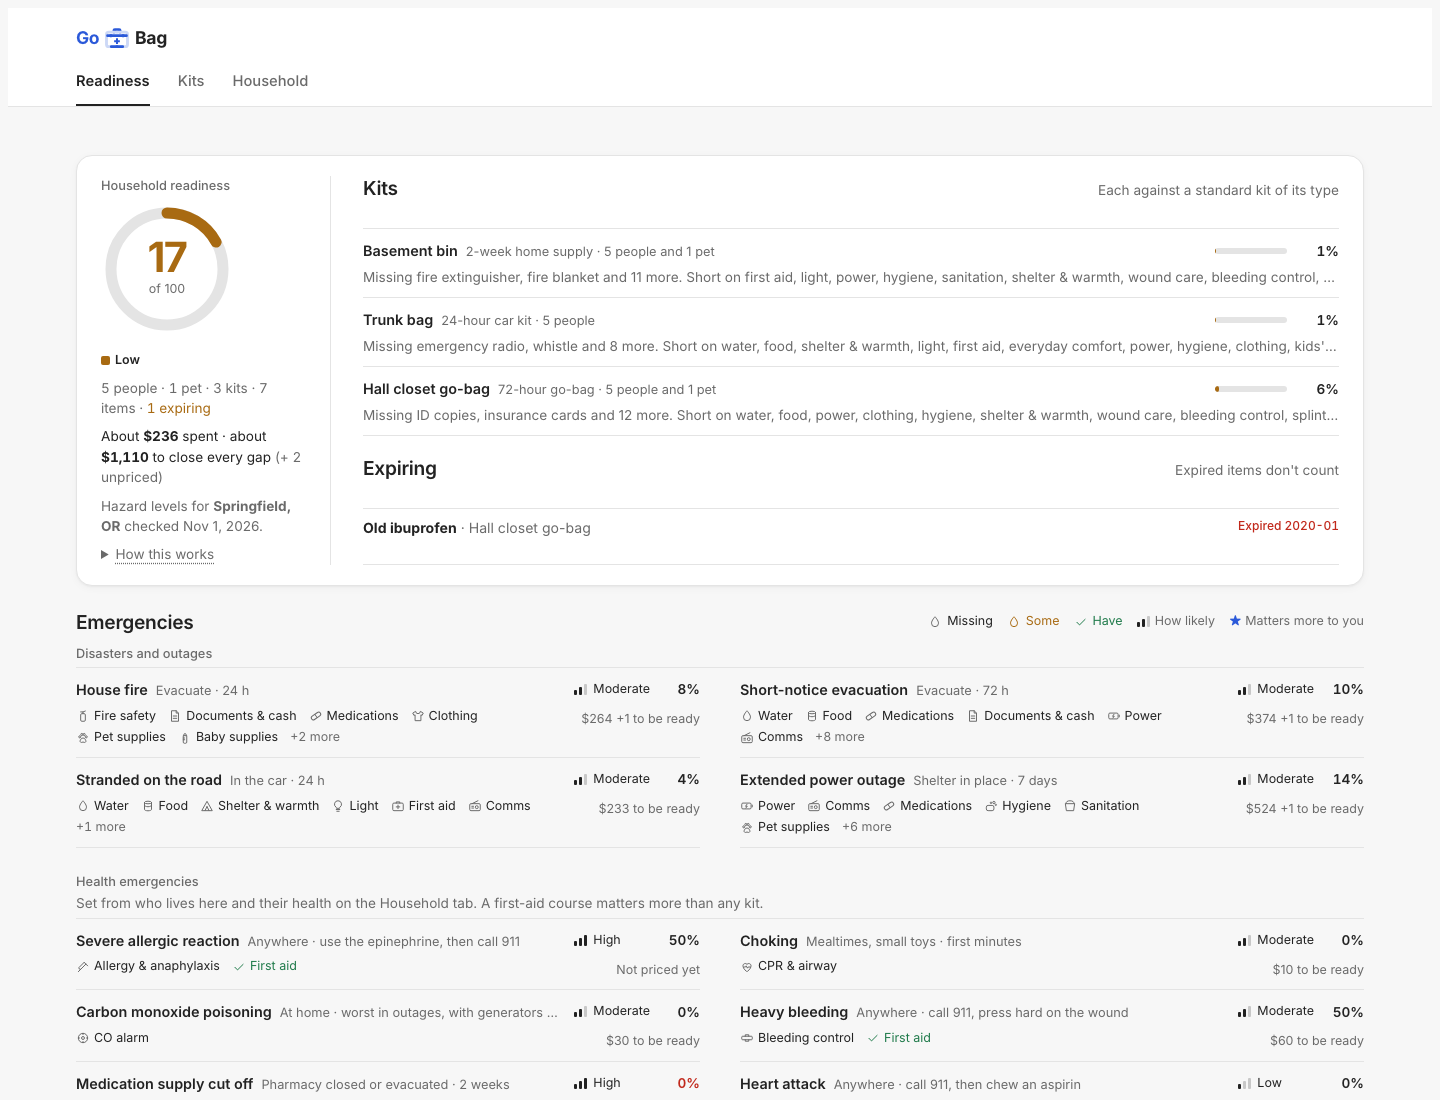 Go Bag
Readiness Kits Household
Household readiness
17
of 100
Low
5 people · 1 pet · 3 kits · 7
items · 1 expiring
About $236 spent · about
$1,110 to close every gap (+ 2
unpriced)
Hazard levels for Springfield,
OR checked Nov 1, 2026.
How this works
Kits
Each against a standard kit of its type
Basement bin 2-week home supply · 5 people and 1 pet 1%
Missing fire extinguisher, fire blanket and 11 more. Short on first aid, light, power, hygiene, sanitation, shelter & warmth, wound care, bleeding control, ...
Trunk bag 24-hour car kit · 5 people 1%
Missing emergency radio, whistle and 8 more. Short on water, food, shelter & warmth, light, first aid, everyday comfort, power, hygiene, clothing, kids'...
Hall closet go-bag 72-hour go-bag · 5 people and 1 pet 6%
Missing ID copies, insurance cards and 12 more. Short on water, food, power, clothing, hygiene, shelter & warmth, wound care, bleeding control, splint...
Expiring
Expired items don't count
Old ibuprofen · Hall closet go-bag Expired 2020-01
Emergencies
Missing Some Have How likely Matters more to you
Disasters and outages
House fire Evacuate · 24 h Moderate 8%
Fire safety Documents & cash Medications Clothing
$264 +1 to be ready
Pet supplies Baby supplies +2 more
Short-notice evacuation Evacuate · 72 h Moderate 10%
Water Food Medications Documents & cash Power
$374 +1 to be ready
Comms +8 more
Stranded on the road In the car · 24 h Moderate 4%
Water Food Shelter & warmth Light First aid Comms
$233 to be ready
+1 more
Extended power outage Shelter in place · 7 days Moderate 14%
Power Comms Medications Hygiene Sanitation
$524 +1 to be ready
Pet supplies +6 more
Health emergencies
Set from who lives here and their health on the Household tab. A first-aid course matters more than any kit.
Severe allergic reaction Anywhere · use the epinephrine, then call 911 High 50%
Allergy & anaphylaxis First aid Not priced yet
Choking Mealtimes, small toys · first minutes Moderate 0%
CPR & airway $10 to be ready
Carbon monoxide poisoning At home · worst in outages, with generators ... Moderate 0%
CO alarm $30 to be ready
Heavy bleeding Anywhere · call 911, press hard on the wound Moderate 50%
Bleeding control First aid $60 to be ready
Medication supply cut off Pharmacy closed or evacuated · 2 weeks High 0%
Heart attack Anywhere · call 911, then chew an aspirin Low 0%